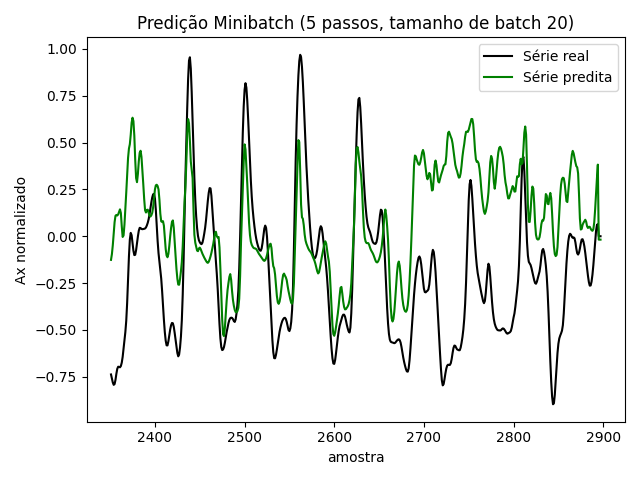 Predição Minibatch (5 passos, tamanho de batch 20)
Série real
Série predita
1.00
0.75
0.50
0.25
0.00
−0.25
−0.50
−0.75
Ax normalizado
2400 2500 2600 2700 2800 2900
amostra